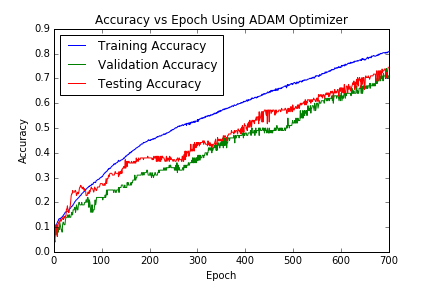 Accuracy vs Epoch Using ADAM Optimizer
0.9
0.8
0.7
0.6
0.5
0.4
0.3
0.2
0.1
0.0
Accuracy
Training Accuracy
Validation Accuracy
Testing Accuracy
0 100 200 300 400 500 600 700
Epoch